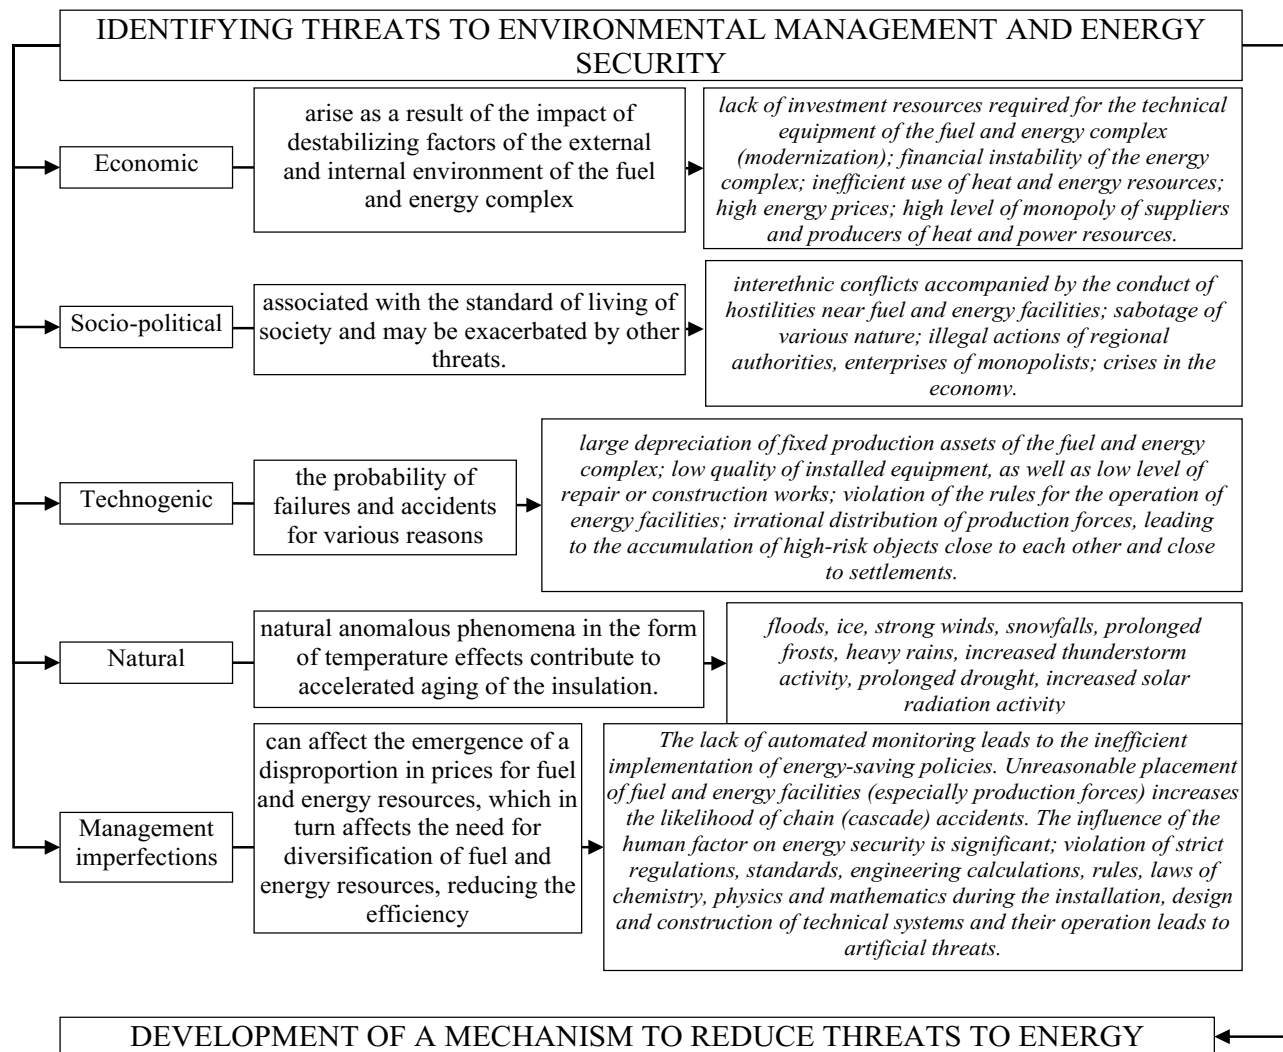 IDENTIFYING THREATS TO ENVIRONMENTAL MANAGEMENT AND ENERGY
SECURITY
Economic
arise as a result of the impact of
destabilizing factors of the external
and internal environment of the fuel
and energy complex
lack of investment resources required for the technical
equipment of the fuel and energy complex
(modernization); financial instability of the energy
complex; inefficient use of heat and energy resources;
high energy prices; high level of monopoly of suppliers
and producers of heat and power resources.
Socio-political
associated with the standard of living of
society and may be exacerbated by other
threats.
interethnic conflicts accompanied by the conduct of
hostilities near fuel and energy facilities; sabotage of
various nature; illegal actions of regional
authorities, enterprises of monopolists; crises in the
economy.
Technogenic
the probability of
failures and accidents
for various reasons
large depreciation of fixed production assets of the fuel and energy
complex; low quality of installed equipment, as well as low level of
repair or construction works; violation of the rules for the operation of
energy facilities; irrational distribution of production forces, leading
to the accumulation of high-risk objects close to each other and close
to settlements.
Natural
natural anomalous phenomena in the form
of temperature effects contribute to
accelerated aging of the insulation.
floods, ice, strong winds, snowfalls, prolonged
frosts, heavy rains, increased thunderstorm
activity, prolonged drought, increased solar
radiation activity
Management
imperfections
can affect the emergence of a
disproportion in prices for fuel
and energy resources, which in
turn affects the need for
diversification of fuel and
energy resources, reducing the
efficiency
The lack of automated monitoring leads to the inefficient
implementation of energy-saving policies. Unreasonable placement
of fuel and energy facilities (especially production forces) increases
the likelihood of chain (cascade) accidents. The influence of the
human factor on energy security is significant; violation of strict
regulations, standards, engineering calculations, rules, laws of
chemistry, physics and mathematics during the installation, design
and construction of technical systems and their operation leads to
artificial threats.
DEVELOPMENT OF A MECHANISM TO REDUCE THREATS TO ENERGY